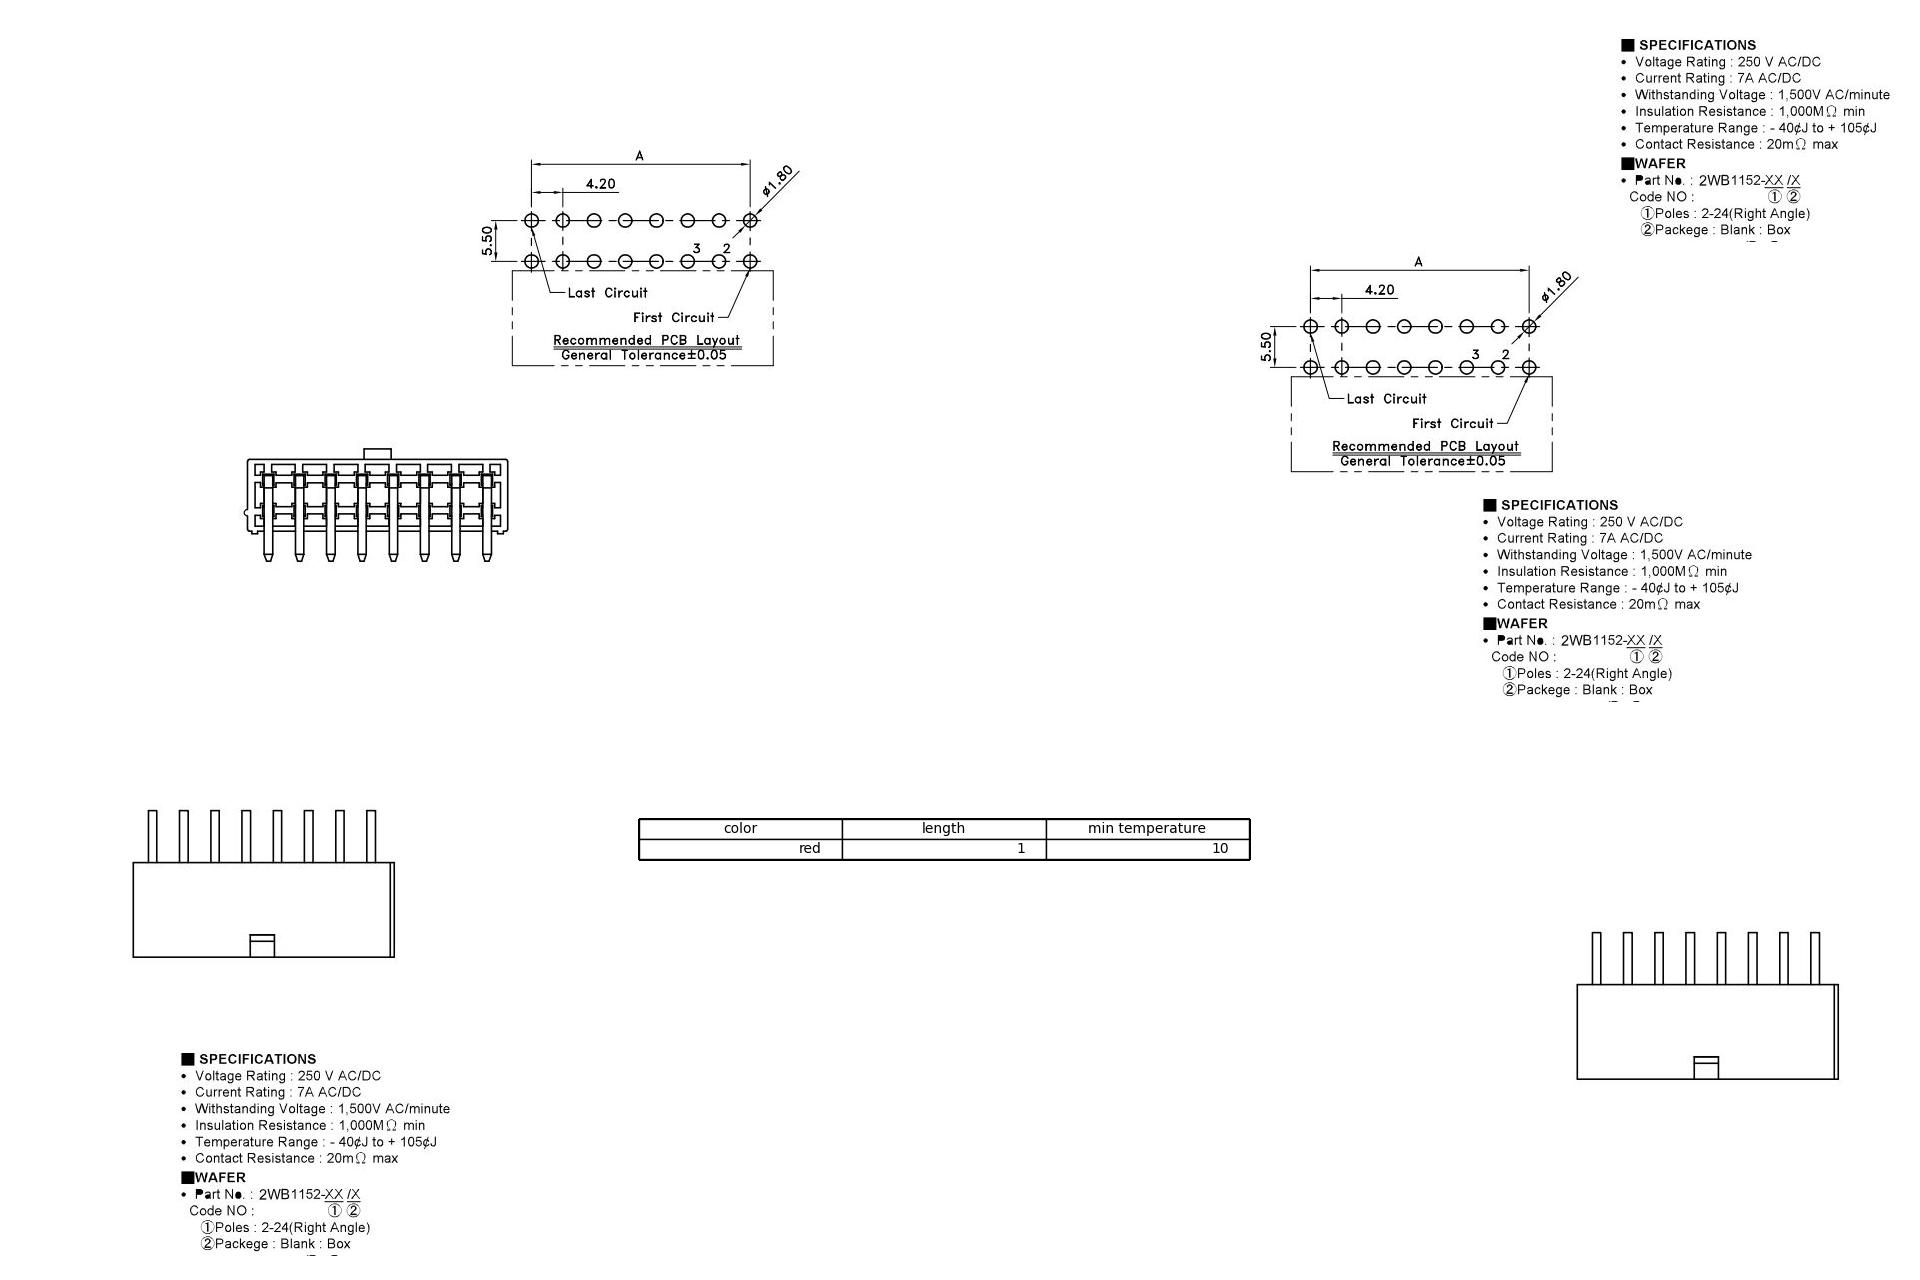 ■ SPECIFICATIONS
• Voltage Rating : 250 V AC/DC
• Current Rating : 7A AC/DC
• Withstanding Voltage : 1,500V AC/minute
• Insulation Resistance : 1,000MΩ min
• Temperature Range : - 40¢J to + 105¢J
• Contact Resistance : 20mΩ max
■WAFER
• Part No. : 2WB1152-XX /X
Code NO : ① ②
①Poles : 2-24(Right Angle)
②Packege : Blank : Box
A
4.20
ø1.80
5.50
3 2
Last Circuit
First Circuit
Recommended PCB Layout
General Tolerance±0.05
A
4.20
ø1.80
5.50
3 2
Last Circuit
First Circuit
Recommended PCB Layout
General Tolerance±0.05
■ SPECIFICATIONS
• Voltage Rating : 250 V AC/DC
• Current Rating : 7A AC/DC
• Withstanding Voltage : 1,500V AC/minute
• Insulation Resistance : 1,000MΩ min
• Temperature Range : - 40¢J to + 105¢J
• Contact Resistance : 20mΩ max
■WAFER
• Part No. : 2WB1152-XX /X
Code NO : ① ②
①Poles : 2-24(Right Angle)
②Packege : Blank : Box
color length min temperature
red 1 10
■ SPECIFICATIONS
• Voltage Rating : 250 V AC/DC
• Current Rating : 7A AC/DC
• Withstanding Voltage : 1,500V AC/minute
• Insulation Resistance : 1,000MΩ min
• Temperature Range : - 40¢J to + 105¢J
• Contact Resistance : 20mΩ max
■WAFER
• Part No. : 2WB1152-XX /X
Code NO : ① ②
①Poles : 2-24(Right Angle)
②Packege : Blank : Box